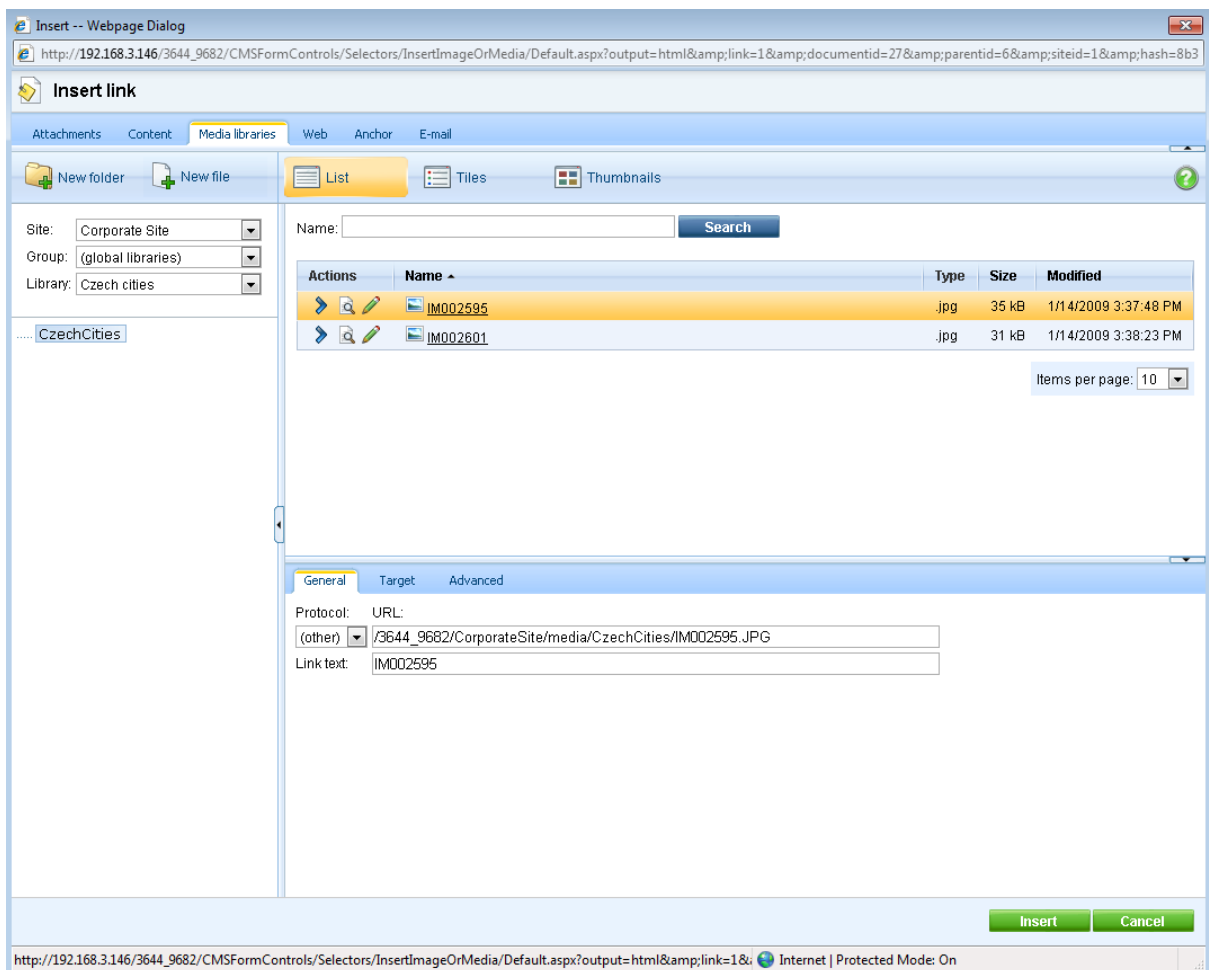 Insert -- Webpage Dialog
http://192.168.3.146/3644_9682/CMSFormControls/Selectors/InsertImageOrMedia/Default.aspx?output=html&amp;link=1&amp;documentid=27&amp;parentid=6&amp;siteid=1&amp;hash=8b3
Insert link
Attachments Content Media libraries Web Anchor E-mail
New folder New file List Tiles Thumbnails
Site: Corporate Site
Group: (global libraries)
Library: Czech cities
CzechCities
Name: Search
Actions Name Type Size Modified
IM002595 .jpg 35 kB 1/14/2009 3:37:48 PM
IM002601 .jpg 31 kB 1/14/2009 3:38:23 PM
Items per page: 10
General Target Advanced
Protocol: URL:
(other) /3644_9682/CorporateSite/media/CzechCities/IM002595.JPG
Link text: IM002595
Insert Cancel
http://192.168.3.146/3644_9682/CMSFormControls/Selectors/InsertImageOrMedia/Default.aspx?output=html&amp;link=1& Internet | Protected Mode: On